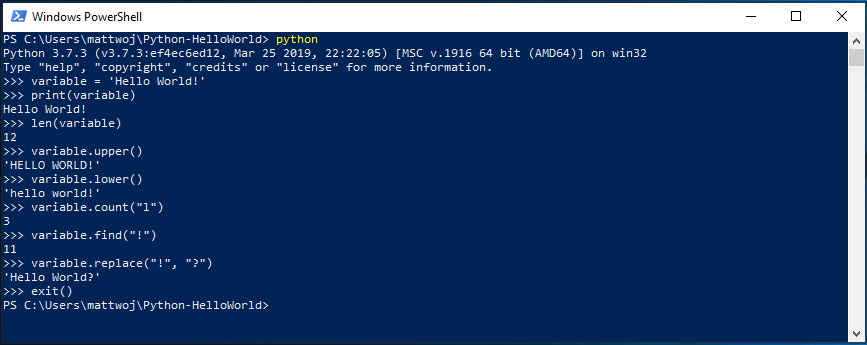 Windows PowerShell
PS C:\Users\mattwoj\Python-HelloWorld> python
Python 3.7.3 (v3.7.3:ef4ec6ed12, Mar 25 2019, 22:22:05) [MSC v.1916 64 bit (AMD64)] on win32
Type "help", "copyright", "credits" or "license" for more information.
>>> variable = 'Hello World!'
>>> print(variable)
Hello World!
>>> len(variable)
12
>>> variable.upper()
'HELLO WORLD!'
>>> variable.lower()
'hello world!'
>>> variable.count("l")
3
>>> variable.find("!")
11
>>> variable.replace("!", "?")
'Hello World?'
>>> exit()
PS C:\Users\mattwoj\Python-HelloWorld>